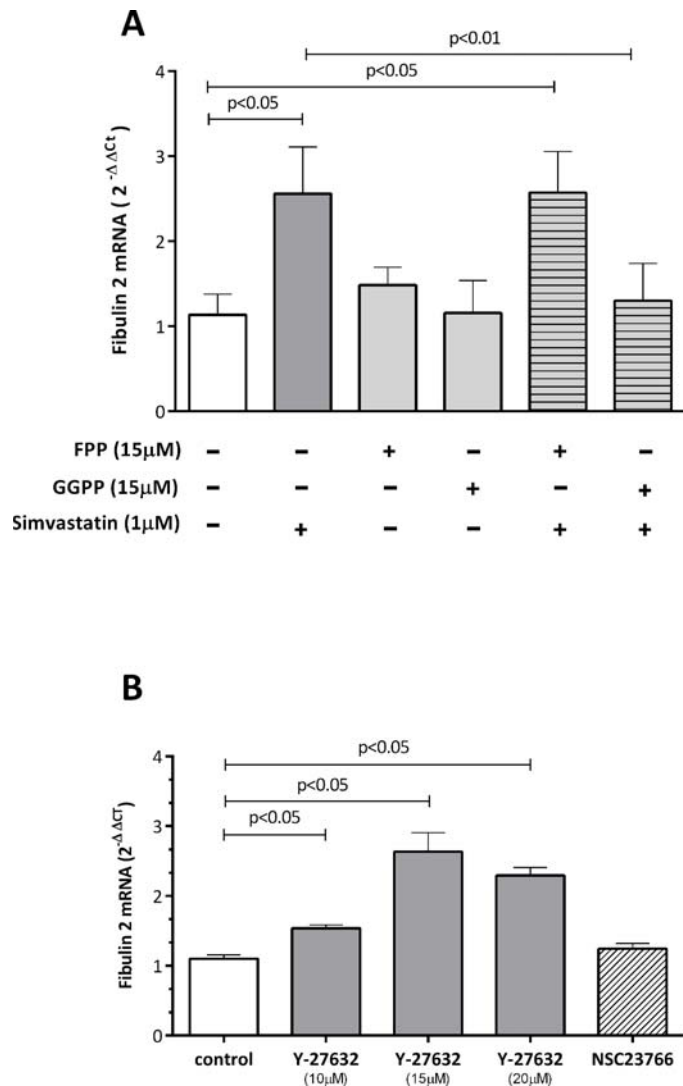 A
p<0.01
p<0.05
p<0.05
4
3
2
1
0
Fibulin 2 mRNA ( 2^-Δ ΔCt)
FPP (15μM) – – + – + –
GGPP (15μM) – – – + – +
Simvastatin (1μM) – + – – + +
B
p<0.05
p<0.05
p<0.05
4
3
2
1
0
Fibulin 2 mRNA (2^-Δ ΔCT)
control Y-27632 Y-27632 Y-27632 NSC23766
(10μM) (15μM) (20μM)